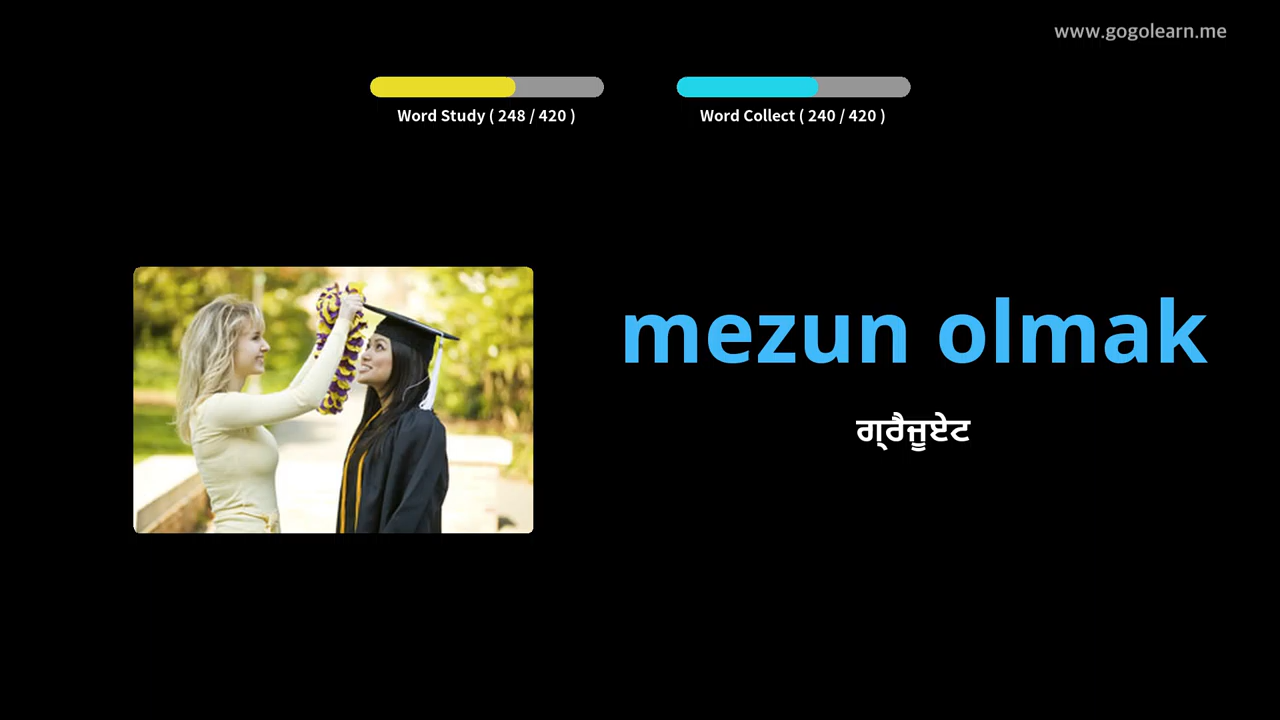 www.gogolearn.me
Word Study ( 248 / 420 )
Word Collect ( 240 / 420 )
mezun olmak
ਗ੍ਰੈਜੂਏਟ